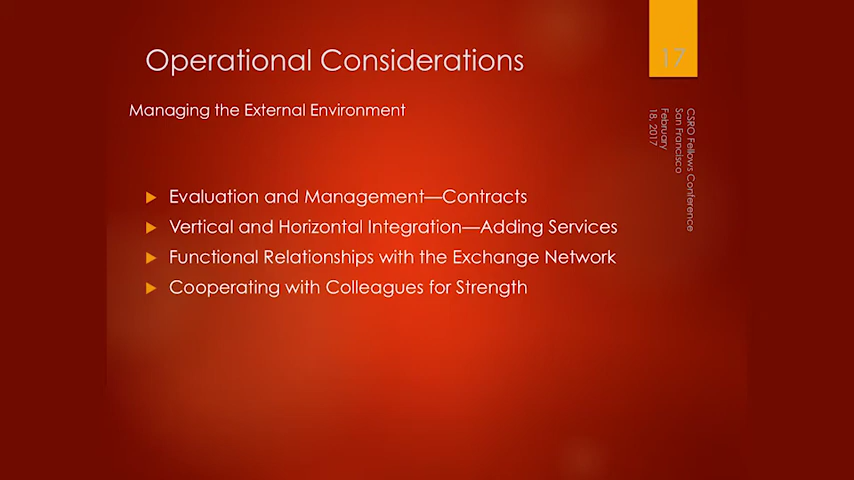 Operational Considerations
17
Managing the External Environment
CSRO Fellows Conference
San Francisco
February
18, 2017
Evaluation and Management—Contracts
Vertical and Horizontal Integration—Adding Services
Functional Relationships with the Exchange Network
Cooperating with Colleagues for Strength